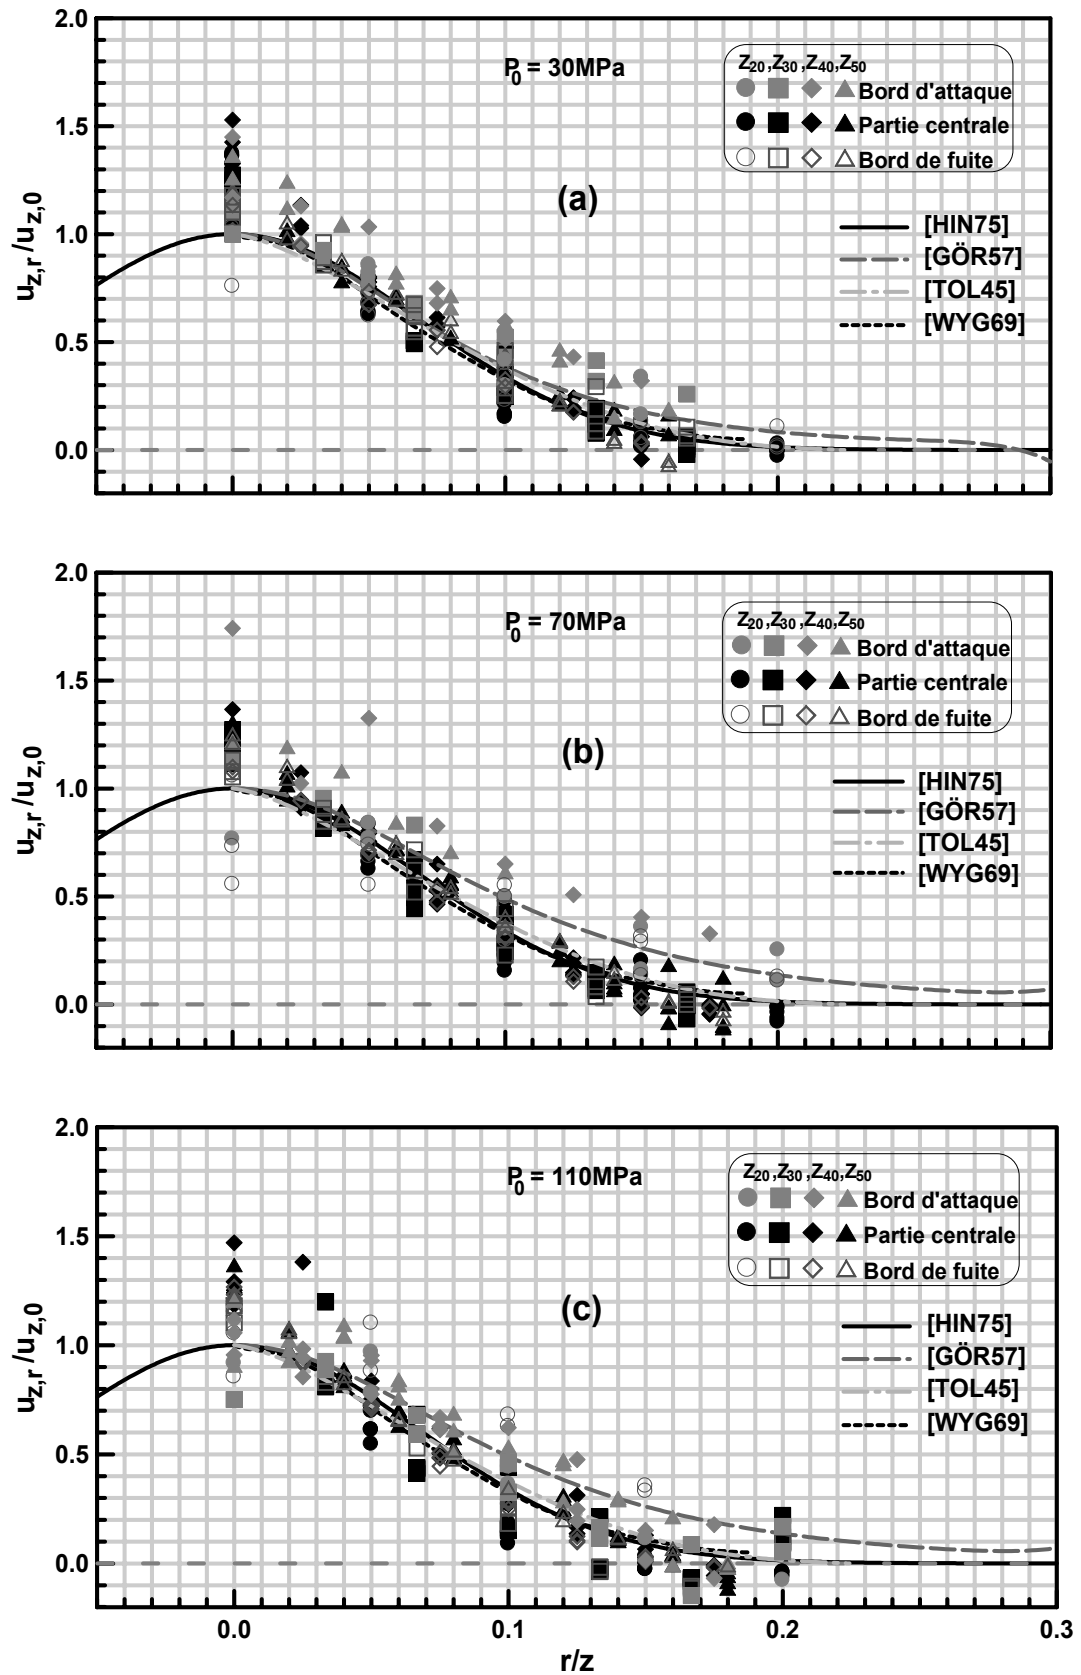 2.0
P0 = 30MPa
Z20,Z30,Z40,Z50
Bord d'attaque
Partie centrale
Bord de fuite
1.5
(a)
1.0
[HIN75]
[GÖR57]
[TOL45]
[WYG69]
0.5
0.0
uz,r/uz,0
2.0
P0 = 70MPa
Z20,Z30,Z40,Z50
Bord d'attaque
Partie centrale
Bord de fuite
1.5
(b)
1.0
[HIN75]
[GÖR57]
[TOL45]
[WYG69]
0.5
0.0
uz,r/uz,0
2.0
P0 = 110MPa
Z20,Z30,Z40,Z50
Bord d'attaque
Partie centrale
Bord de fuite
1.5
(c)
1.0
[HIN75]
[GÖR57]
[TOL45]
[WYG69]
0.5
0.0
uz,r/uz,0
0.0 0.1 0.2 0.3
r/z